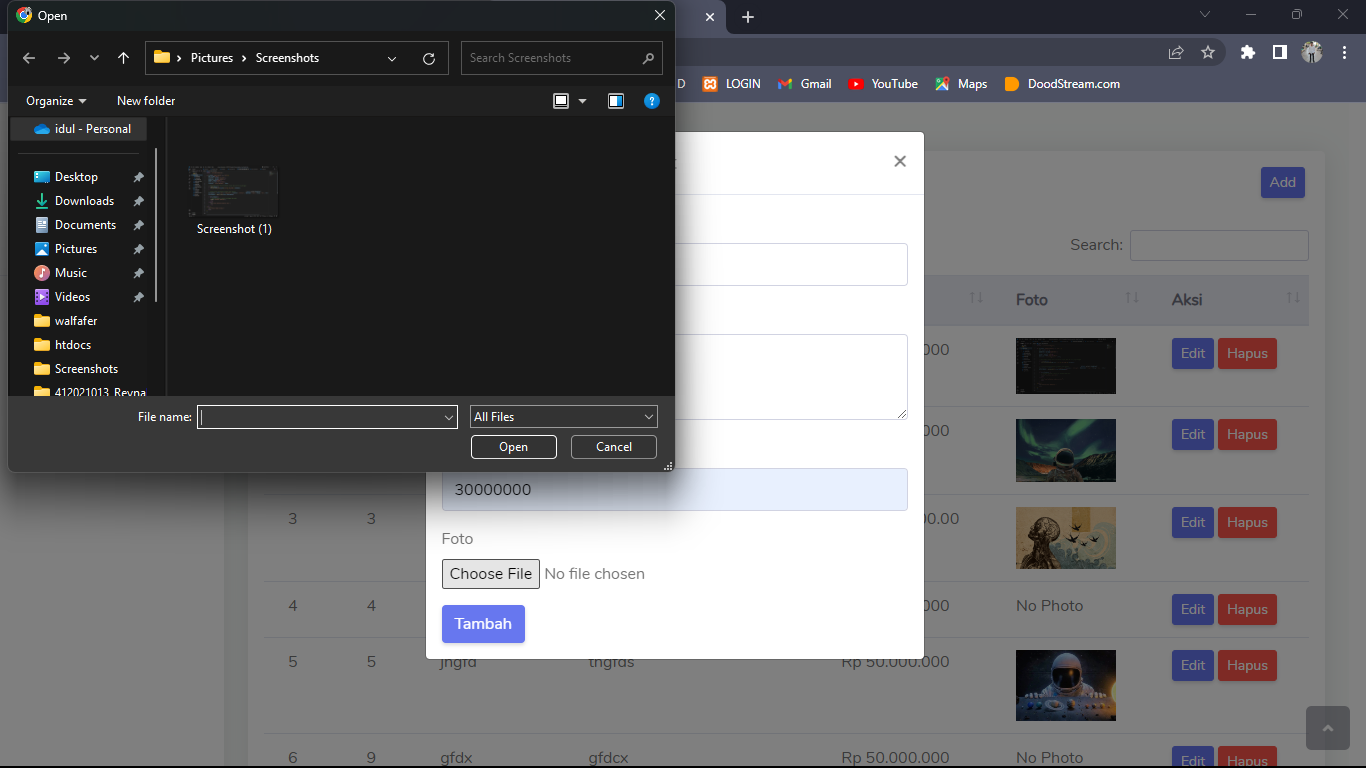 Open
Pictures
Screenshots
Search Screenshots
D
LOGIN
Gmail
YouTube
Maps
DoodStream.com
Organize
New folder
idul - Personal
Desktop
Downloads
Documents
Pictures
Music
Videos
walfafer
htdocs
Screenshots
412021013_Reyna
Screenshot (1)
File name:
All Files
Open
Cancel
Add
Search:
Foto
Aksi
000
Edit
Hapus
000
Edit
Hapus
30000000
3
3
00.00
Edit
Hapus
Foto
Choose File
No file chosen
4
4
000
No Photo
Edit
Hapus
Tambah
5
5
jhgfd
Rp 50.000.000
Edit
Hapus
6
9
gfdx
gfdcx
Rp 50.000.000
No Photo
Edit
Hapus